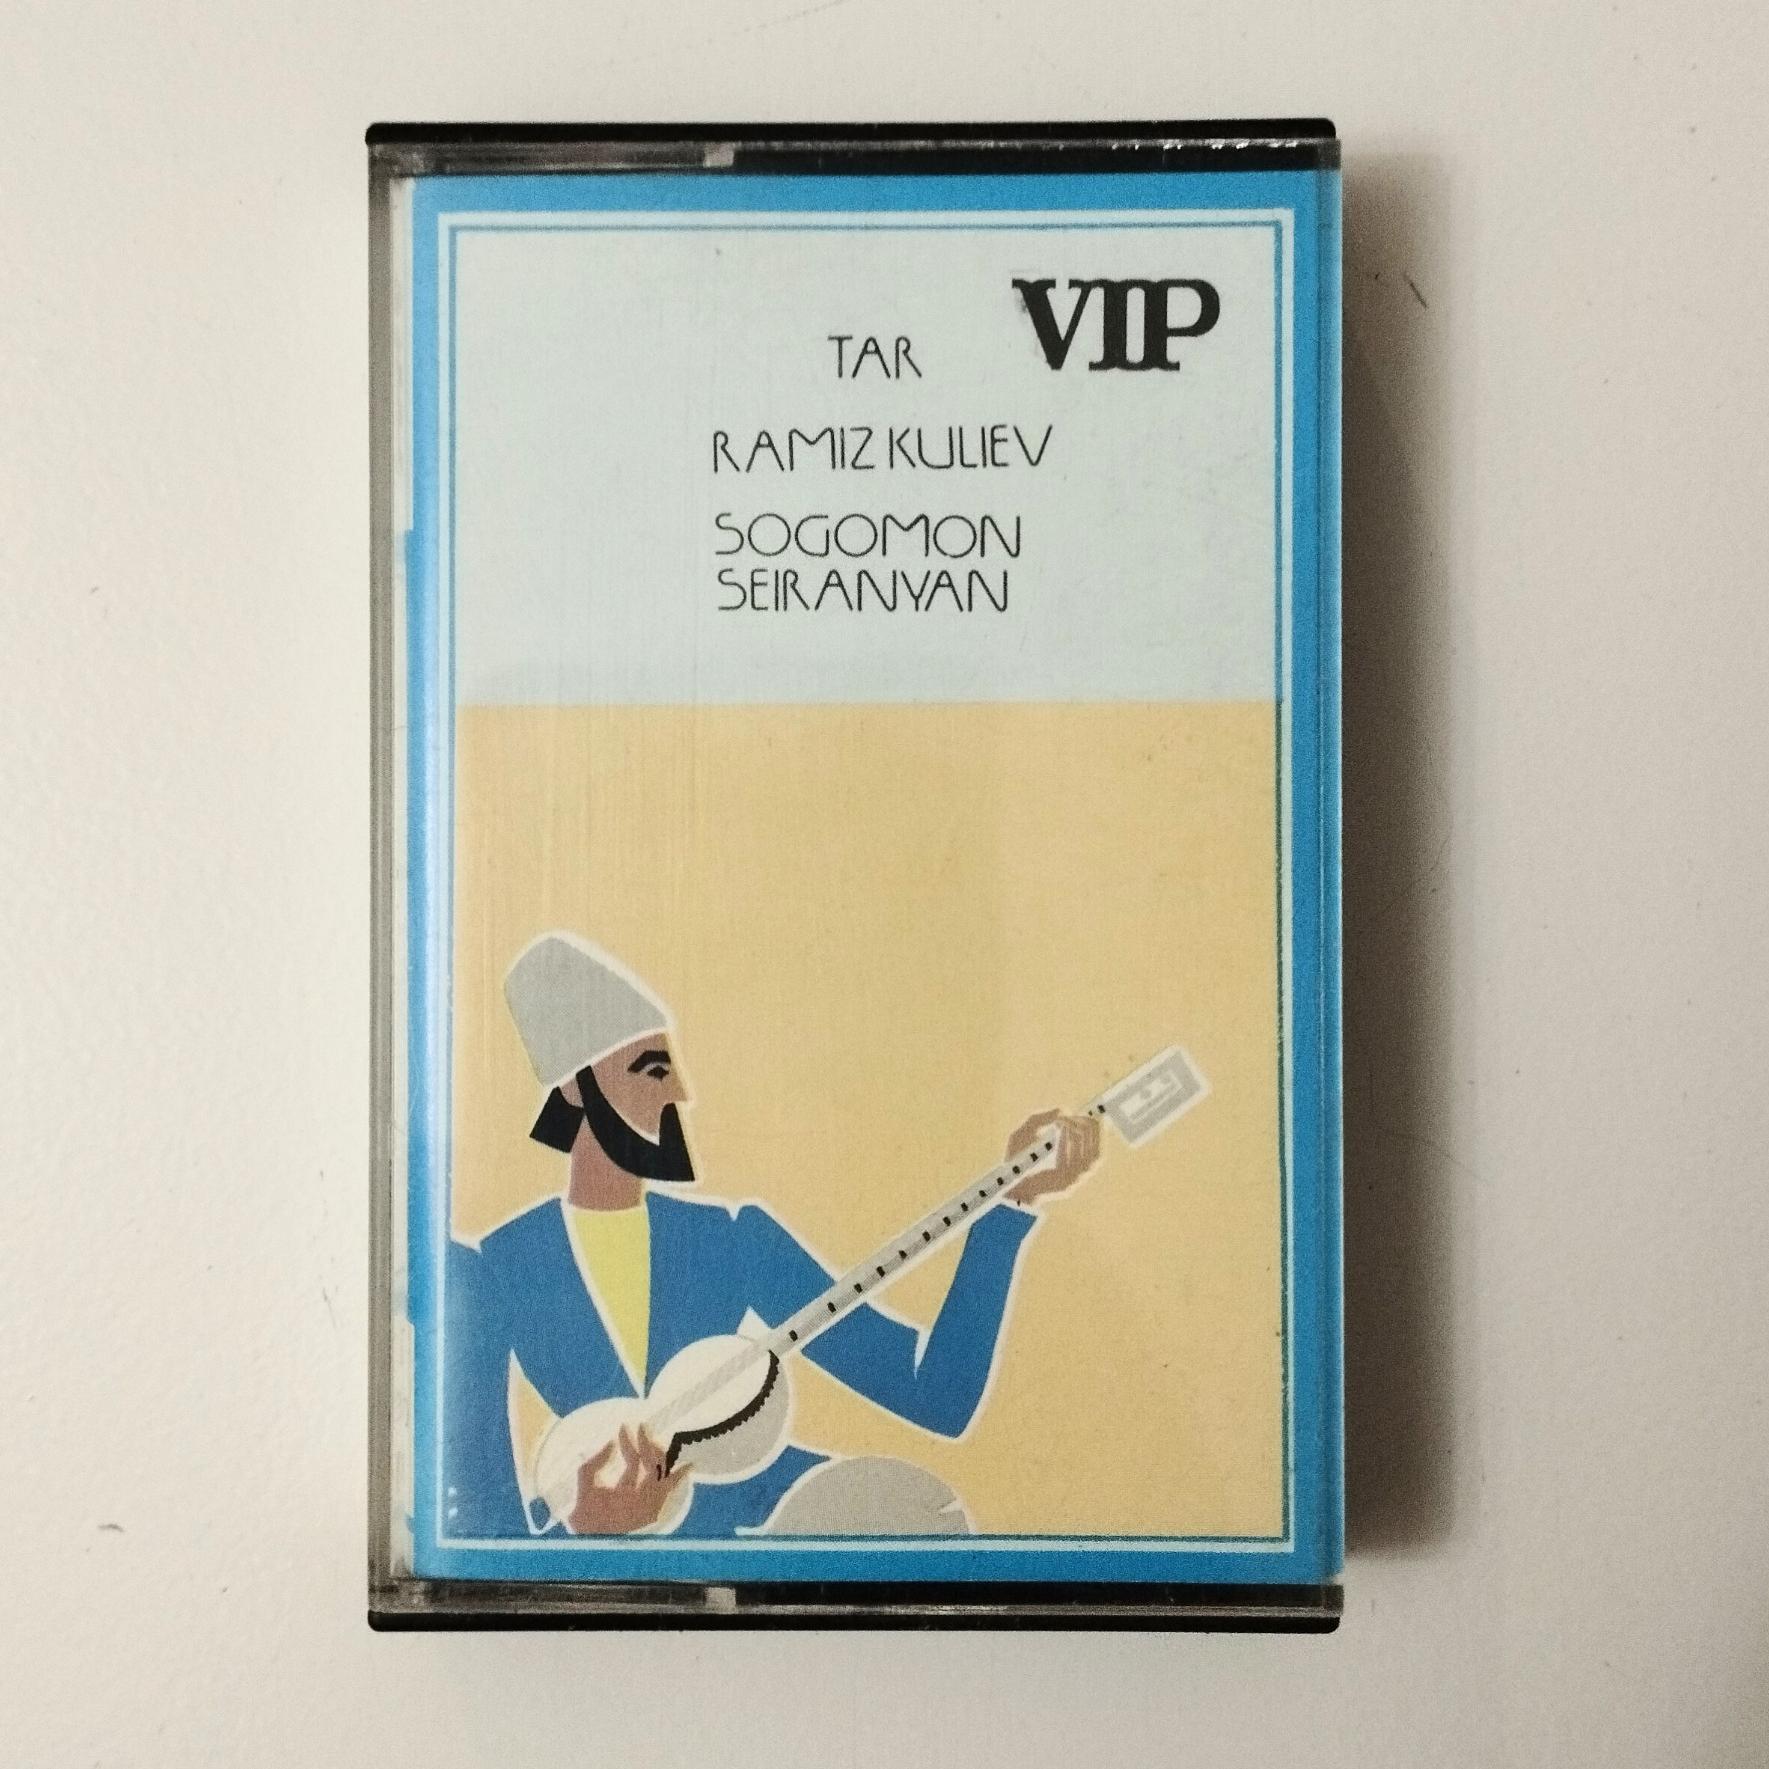 VIP
TAR
RAMIZ KULIEV
SOGOMON
SEIRANYAN